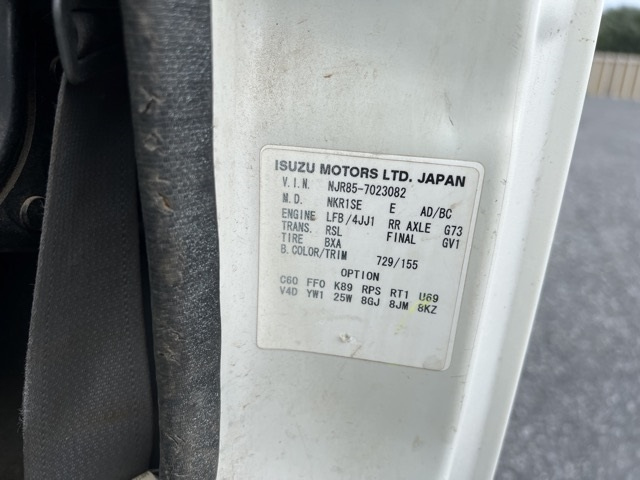 ISUZU MOTORS LTD. JAPAN
V.I.N. NJR85-7023082
M.D. NKR1SE E AD/BC
ENGINE LFB/4JJ1 RR AXLE G73
TRANS. RSL FINAL GV1
TIRE BXA
B.COLOR/TRIM 729/155
OPTION
C60 FF0 K89 RPS RT1 U69
V4D YW1 25W 8GJ 8JM 8KZ